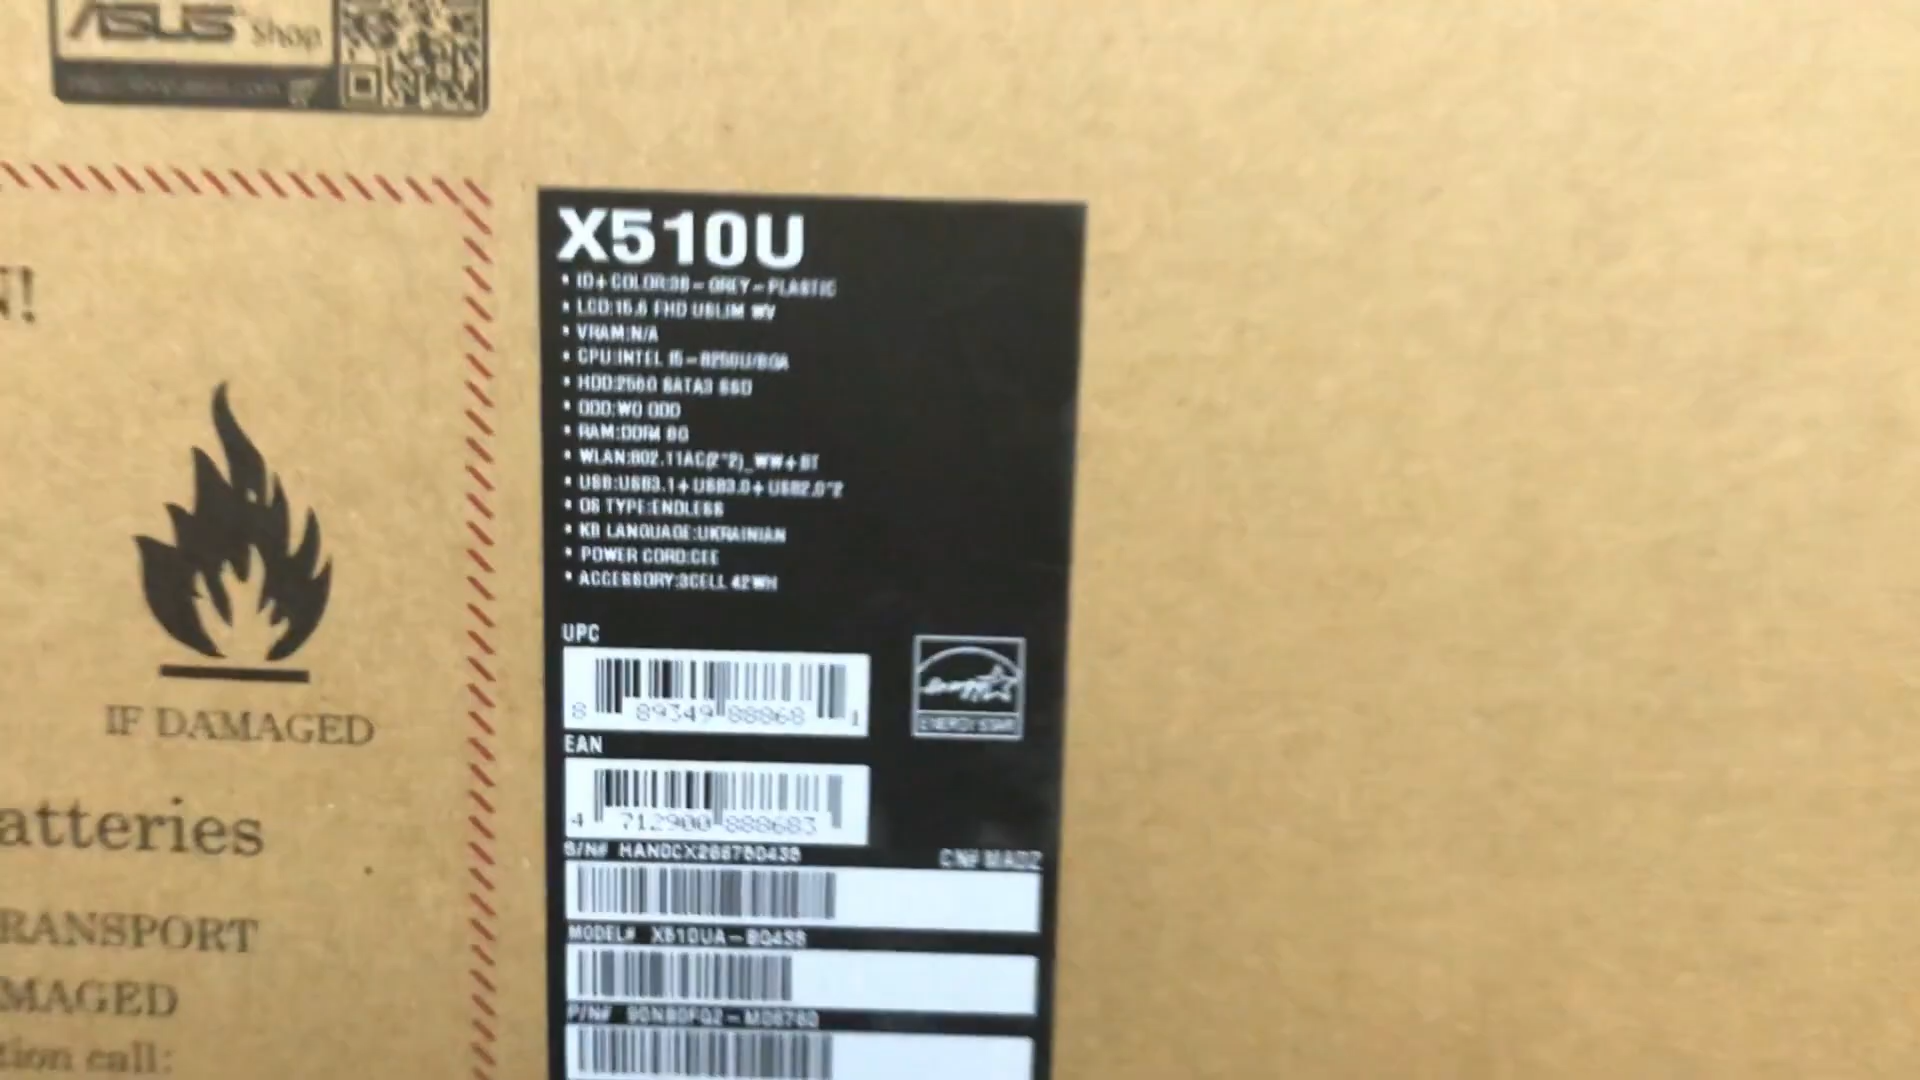 ASUS Shop
N!
IF DAMAGED
atteries
RANSPORT
MAGED
tion call:
X510U
• ID+COLOR:3B-GREY-PLASTIC
• LCD:15.6 FHD USLIM WV
• VRAM:N/A
• CPU:INTEL I5-8250U/BGA
• HDD:256G SATA3 SSD
• ODD:WO ODD
• RAM:DDR4 8G
• WLAN:802.11AC(2*2)_WW+BT
• USB:USB3.1+USB3.0+USB2.0*2
• OS TYPE:ENDLESS
• KB LANGUAGE:UKRAINIAN
• POWER CORD:CEE
• ACCESSORY:3CELL 42WH
UPC
8 89349 88868 1
ENERGY STAR
EAN
4 712900 888683
S/N#
MODEL# X510UA-BQ438
P/N#